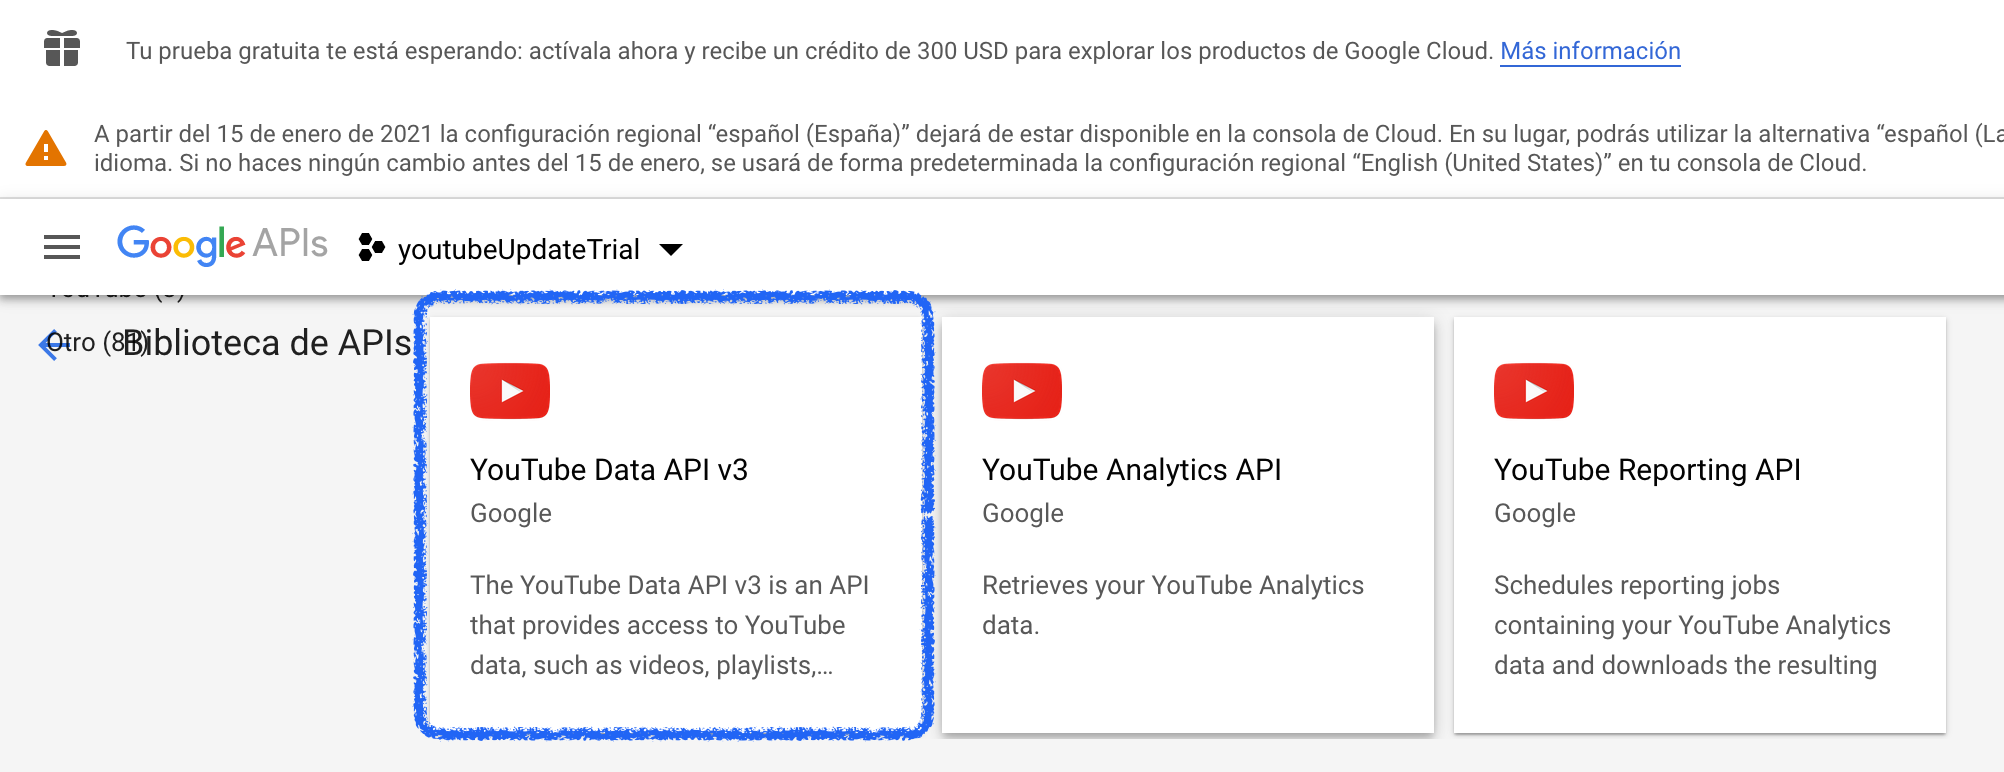 Tu prueba gratuita te está esperando: actívala ahora y recibe un crédito de 300 USD para explorar los productos de Google Cloud. Más información
A partir del 15 de enero de 2021 la configuración regional “español (España)” dejará de estar disponible en la consola de Cloud. En su lugar, podrás utilizar la alternativa “español (La
idioma. Si no haces ningún cambio antes del 15 de enero, se usará de forma predeterminada la configuración regional “English (United States)” en tu consola de Cloud.
Google APIs youtubeUpdateTrial
Otro (81)
Biblioteca de APIs
YouTube Data API v3
Google
The YouTube Data API v3 is an API
that provides access to YouTube
data, such as videos, playlists,...
YouTube Analytics API
Google
Retrieves your YouTube Analytics
data.
YouTube Reporting API
Google
Schedules reporting jobs
containing your YouTube Analytics
data and downloads the resulting